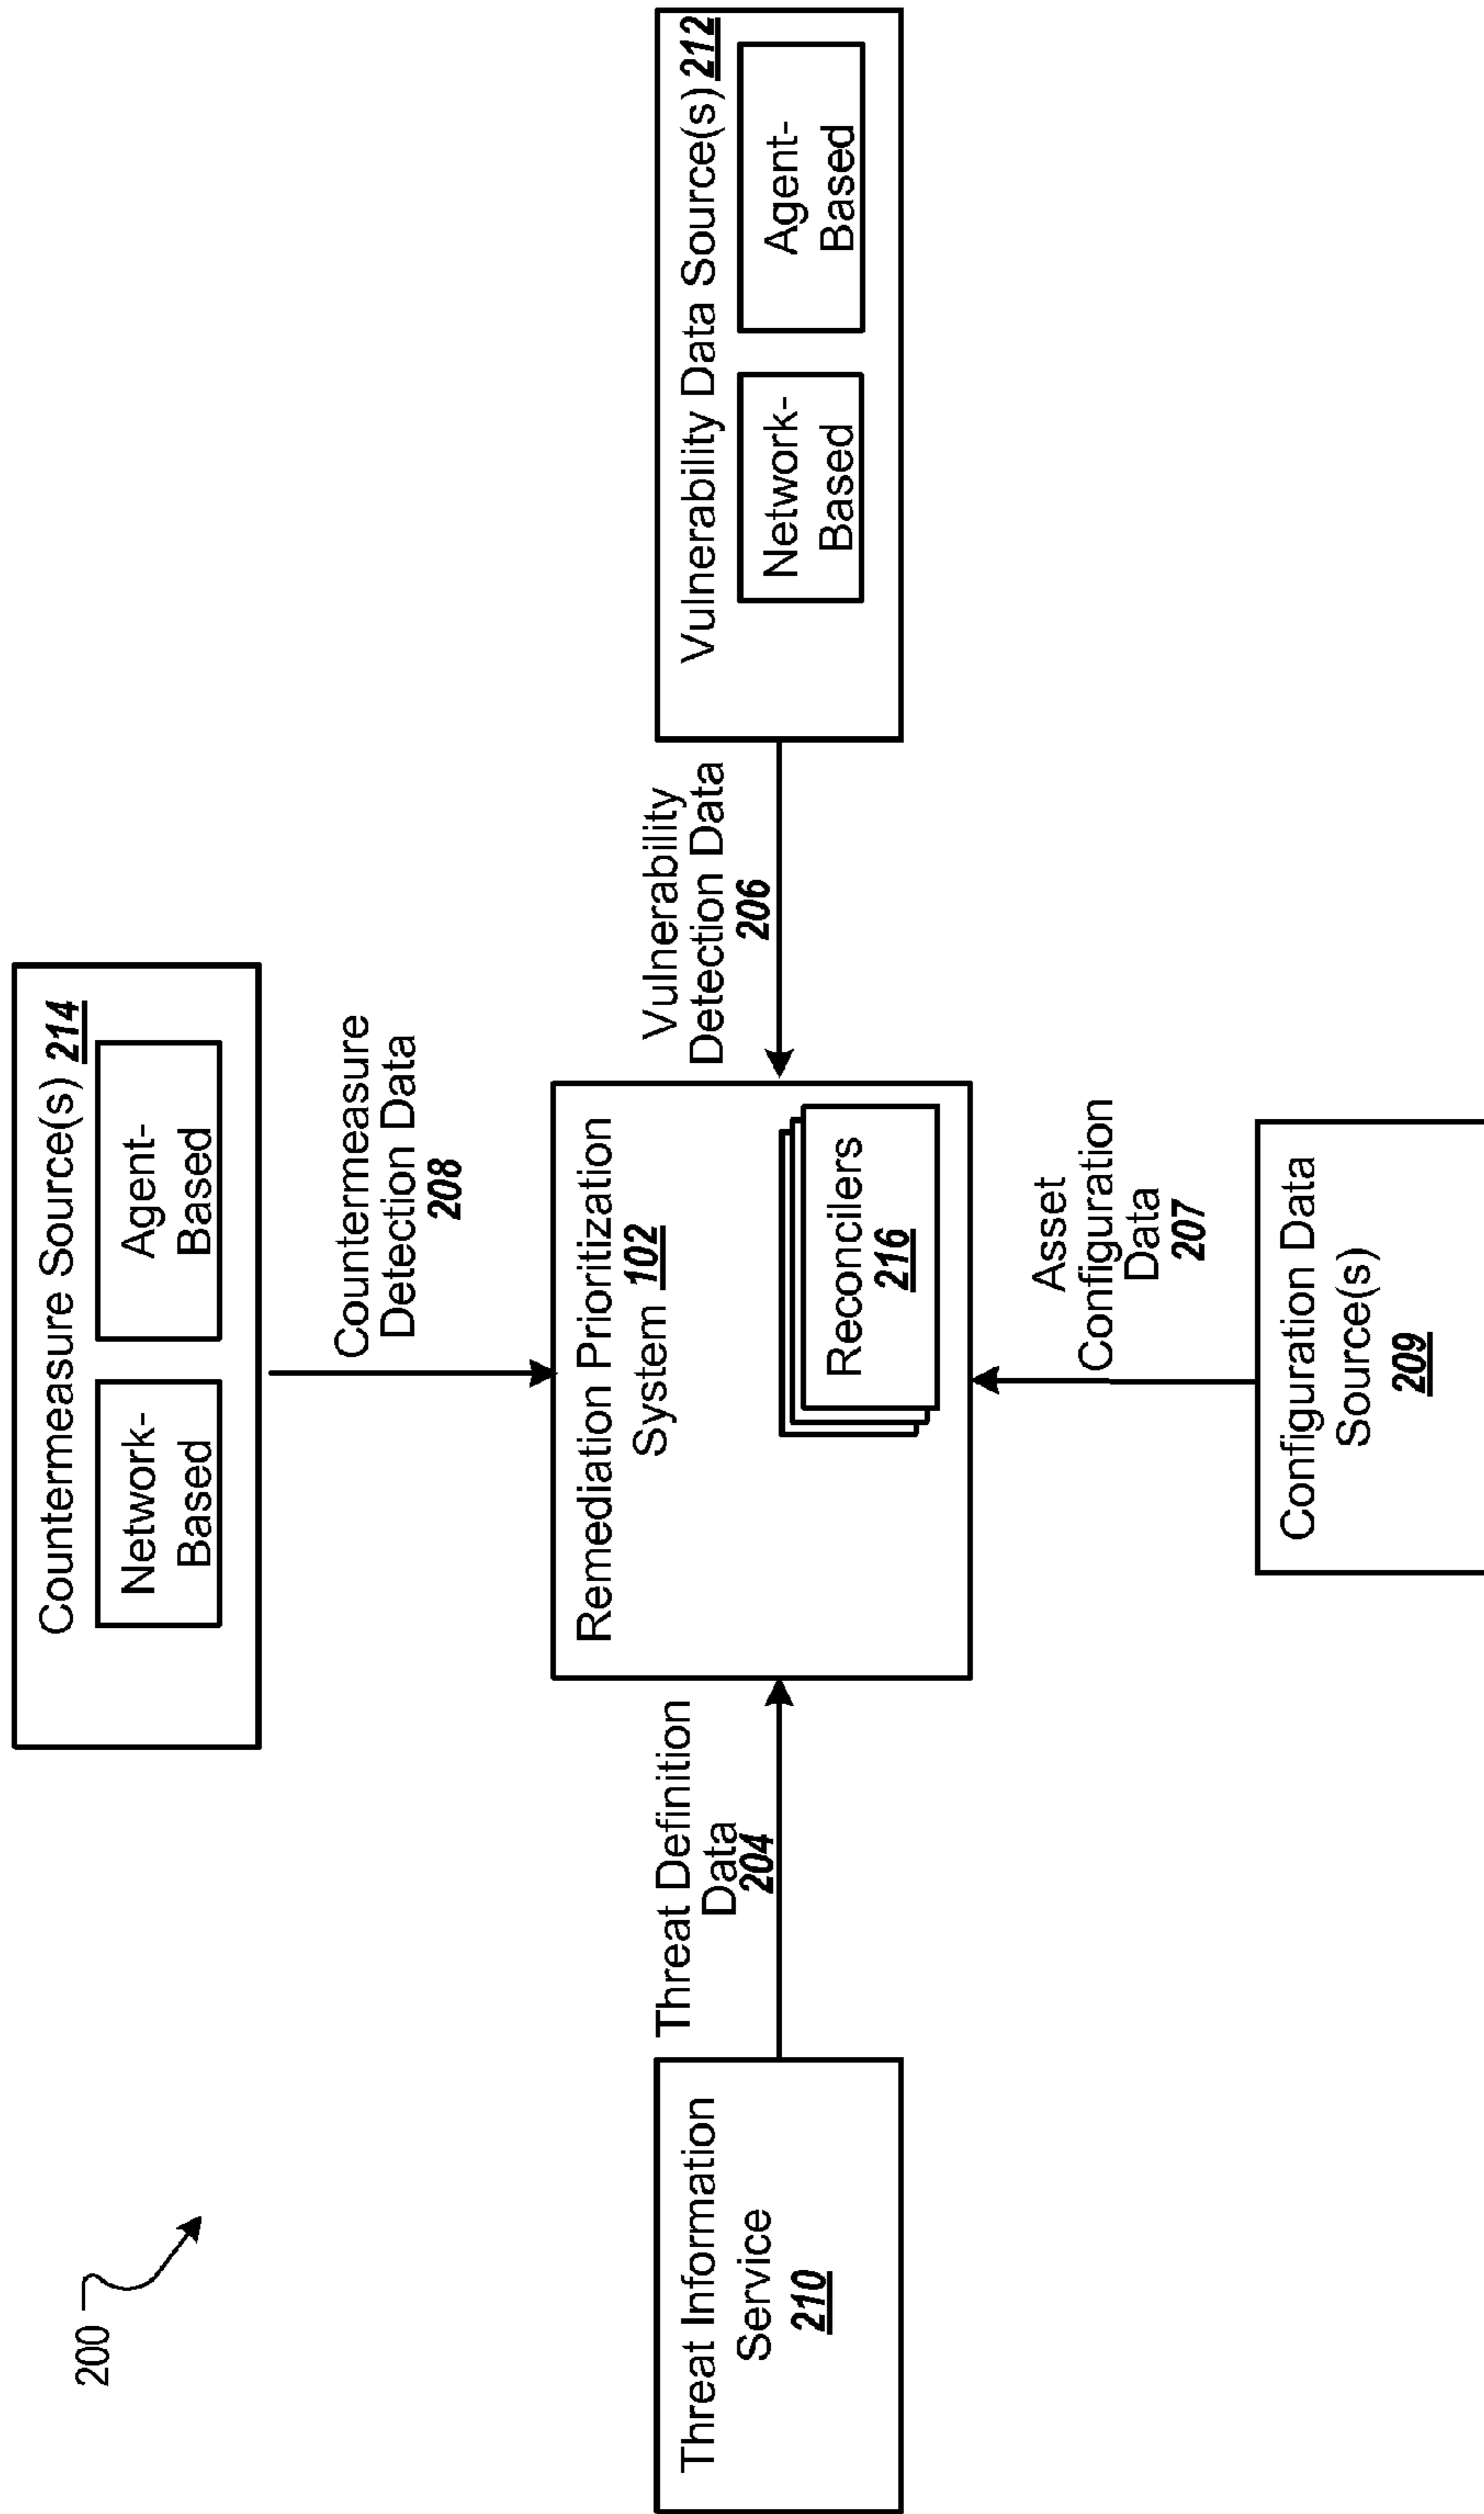 200
Countermeasure Source(s) 214
Network-
Based
Agent-
Based
Countermeasure
Detection Data
208
Threat Information
Service
210
Threat Definition
Data
204
Remediation Prioritization
System 102
Reconcilers
216
Vulnerability
Detection Data
206
Vulnerability Data Source(s) 212
Network-
Based
Agent-
Based
Asset
Configuration
Data
207
Configuration Data
Source(s)
209